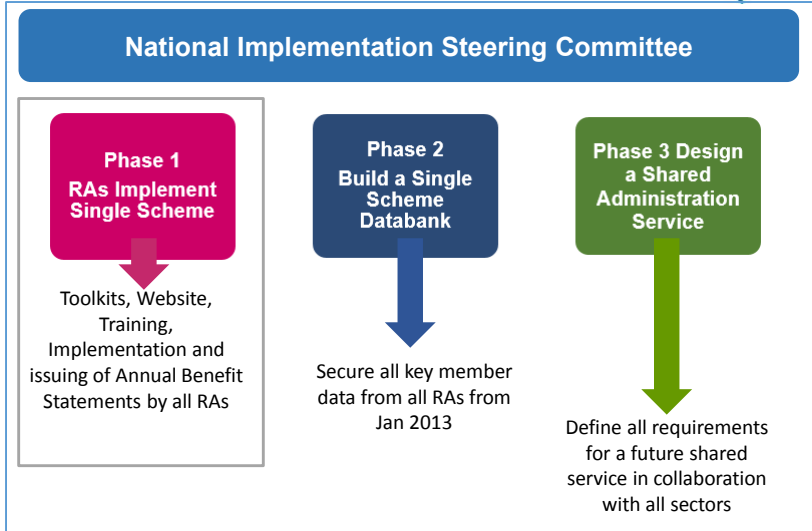 National Implementation Steering Committee
Phase 1
RAs Implement
Single Scheme
Toolkits, Website,
Training,
Implementation and
issuing of Annual Benefit
Statements by all RAs
Phase 2
Build a Single
Scheme
Databank
Secure all key member
data from all RAs from
Jan 2013
Phase 3 Design
a Shared
Administration
Service
Define all requirements
for a future shared
service in collaboration
with all sectors